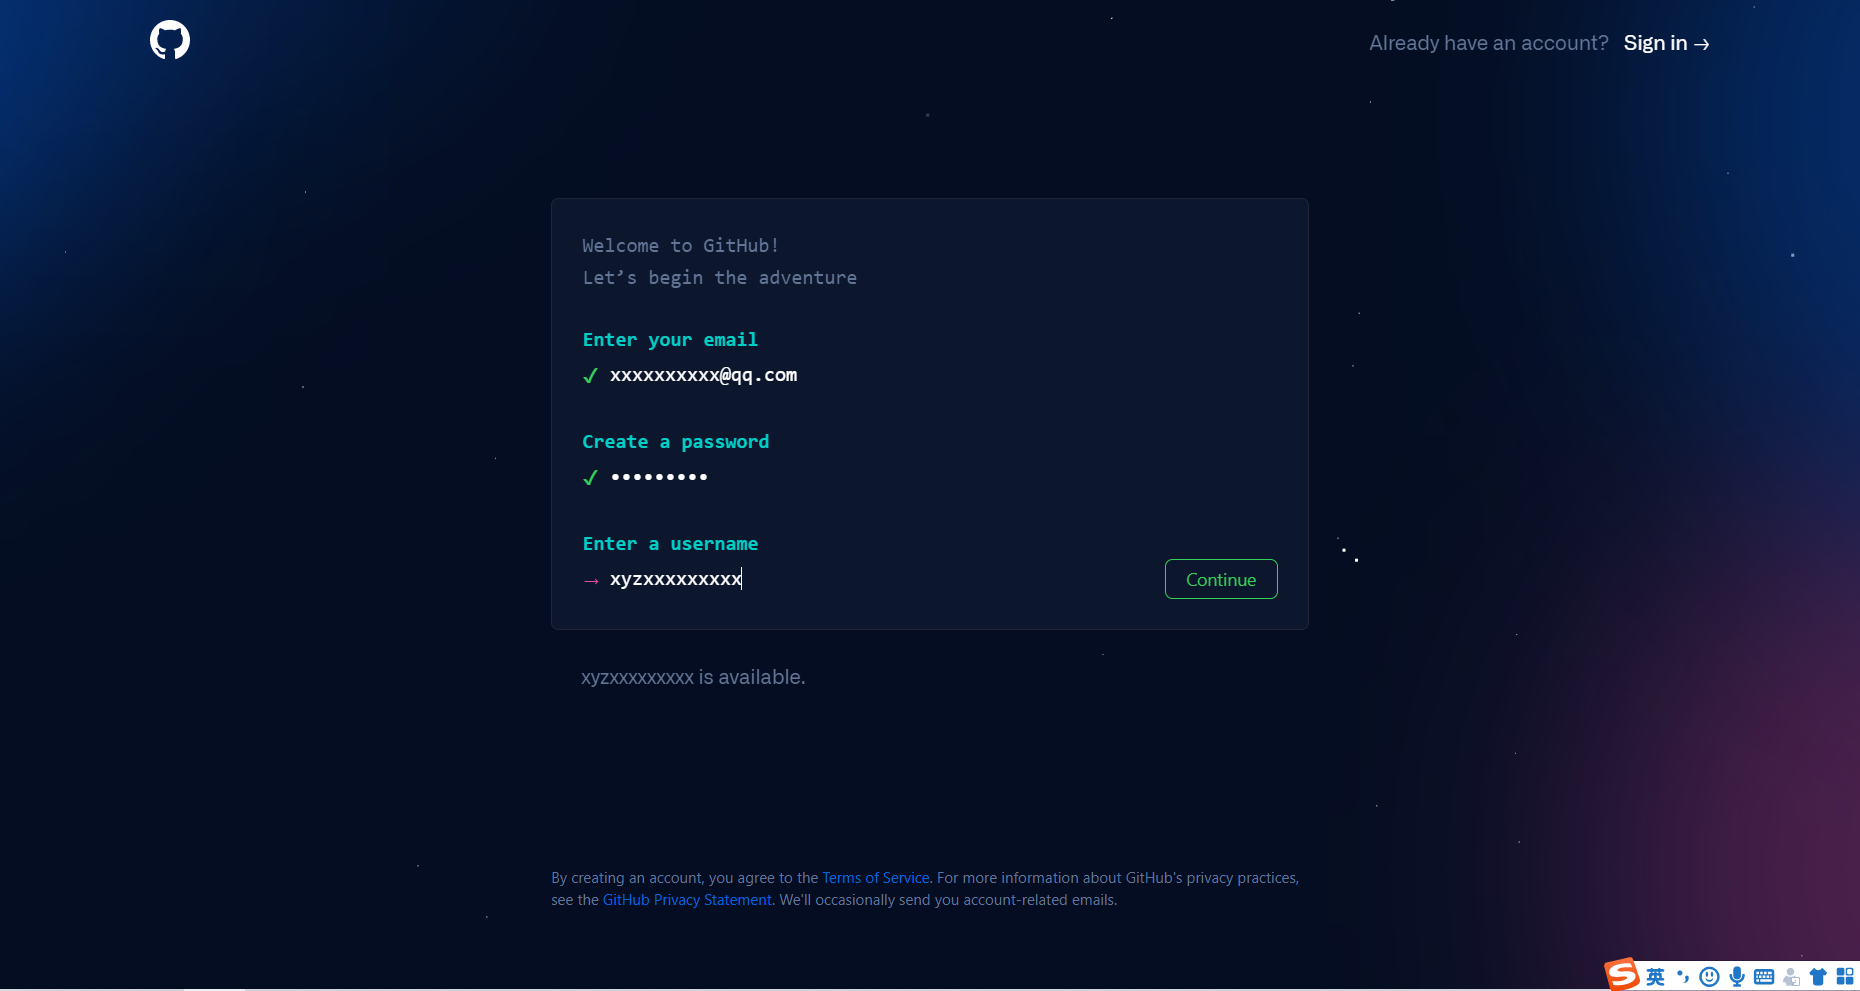 Already have an account? Sign in →
Welcome to GitHub!
Let’s begin the adventure
Enter your email
✓ xxxxxxxxxx@qq.com
Create a password
✓ •••••••••
Enter a username
→ xyzxxxxxxxxx
Continue
xyzxxxxxxxxx is available.
By creating an account, you agree to the Terms of Service. For more information about GitHub's privacy practices,
see the GitHub Privacy Statement. We'll occasionally send you account-related emails.
S 英